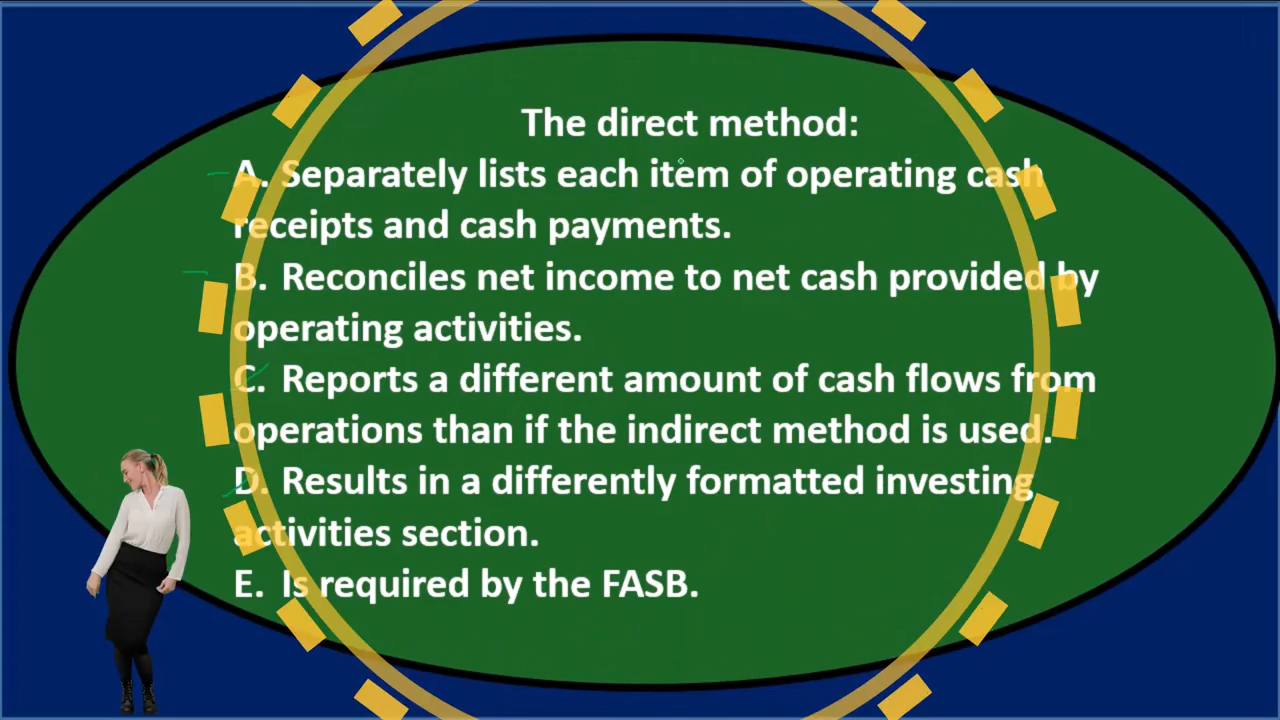 The direct method:
A. Separately lists each item of operating cash
receipts and cash payments.
B. Reconciles net income to net cash provided by
operating activities.
C. Reports a different amount of cash flows from
operations than if the indirect method is used.
D. Results in a differently formatted investing
activities section.
E. Is required by the FASB.